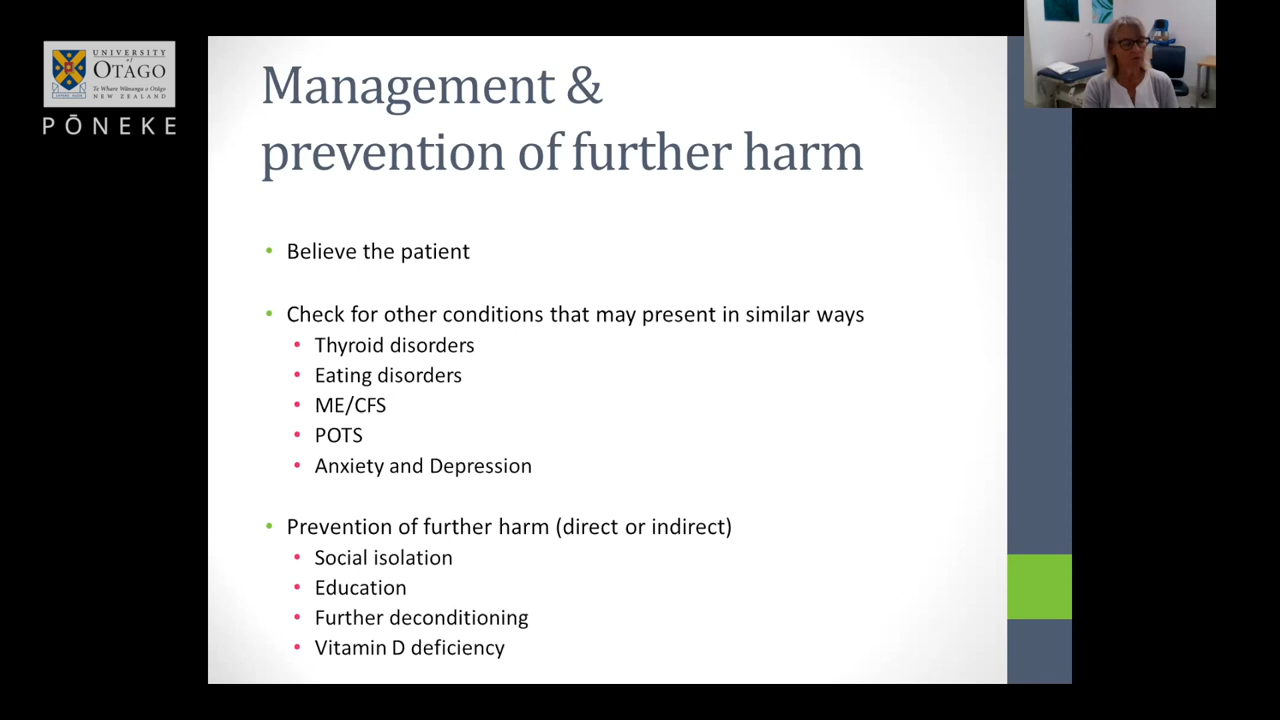 UNIVERSITY
of
OTAGO
Te Whare Wānanga o Otāgo
NEW ZEALAND
PŌNEKE
Management &
prevention of further harm
• Believe the patient
• Check for other conditions that may present in similar ways
• Thyroid disorders
• Eating disorders
• ME/CFS
• POTS
• Anxiety and Depression
• Prevention of further harm (direct or indirect)
• Social isolation
• Education
• Further deconditioning
• Vitamin D deficiency